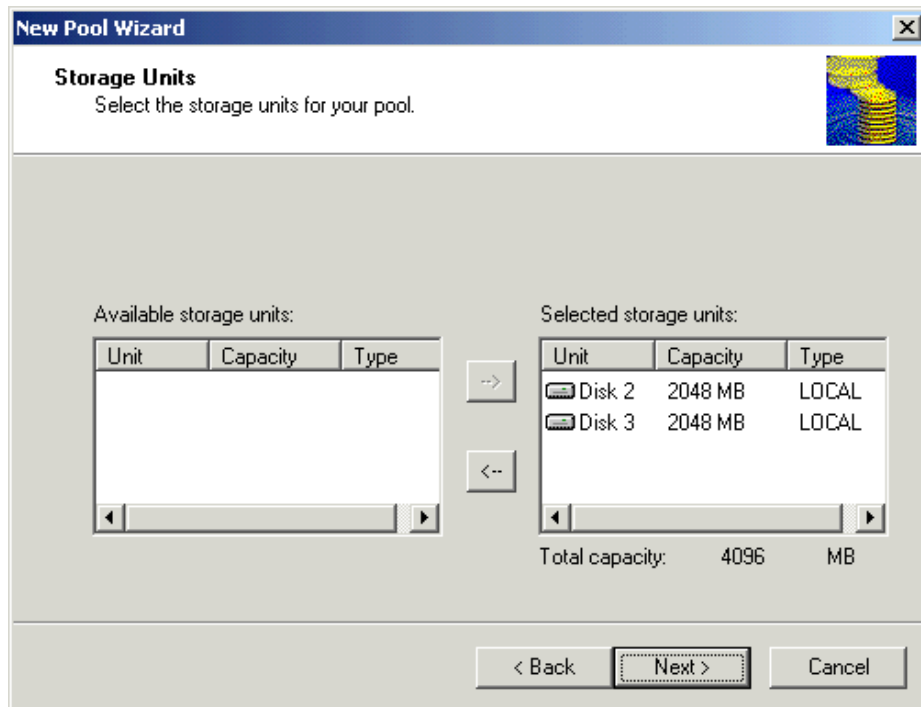 New Pool Wizard
Storage Units
Select the storage units for your pool.
Available storage units:
Unit Capacity Type
-->
<--
Selected storage units:
Unit Capacity Type
Disk 2 2048 MB LOCAL
Disk 3 2048 MB LOCAL
Total capacity: 4096 MB
< Back Next > Cancel